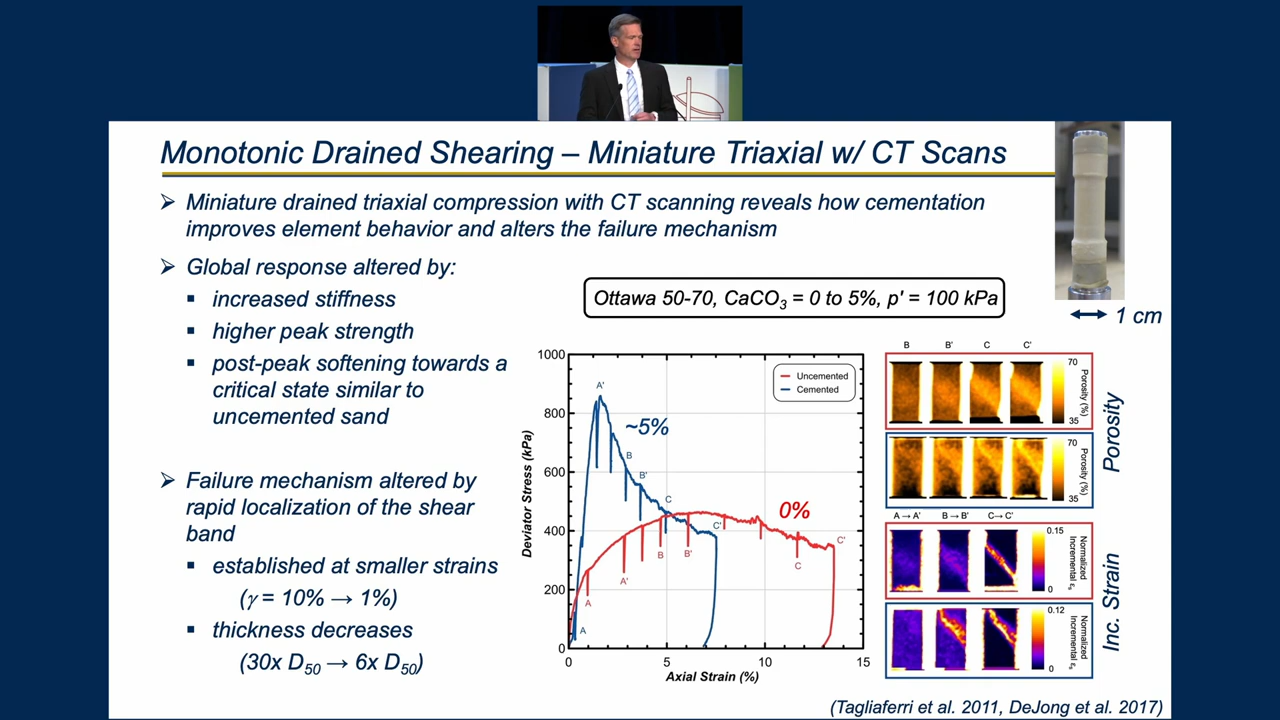 Monotonic Drained Shearing – Miniature Triaxial w/ CT Scans
➢ Miniature drained triaxial compression with CT scanning reveals how cementation
improves element behavior and alters the failure mechanism
➢ Global response altered by:
▪ increased stiffness
▪ higher peak strength
▪ post-peak softening towards a
critical state similar to
uncemented sand
➢ Failure mechanism altered by
rapid localization of the shear
band
▪ established at smaller strains
(γ = 10% → 1%)
▪ thickness decreases
(30x D50 → 6x D50)
Ottawa 50-70, CaCO3 = 0 to 5%, p' = 100 kPa
1 cm
1000
800
600
400
200
0
Deviator Stress (kPa)
0 5 10 15
Axial Strain (%)
Uncemented
Cemented
A'
~5%
B
B'
C
C'
A
0%
A
A'
B
B'
C
C'
B B' C C'
70
Porosity (%)
35
70
Porosity (%)
35
Porosity
A → A' B → B' C → C'
0.15
Normalized
Incremental εs
0
0.12
Normalized
Incremental εs
0
Inc. Strain
(Tagliaferri et al. 2011, DeJong et al. 2017)